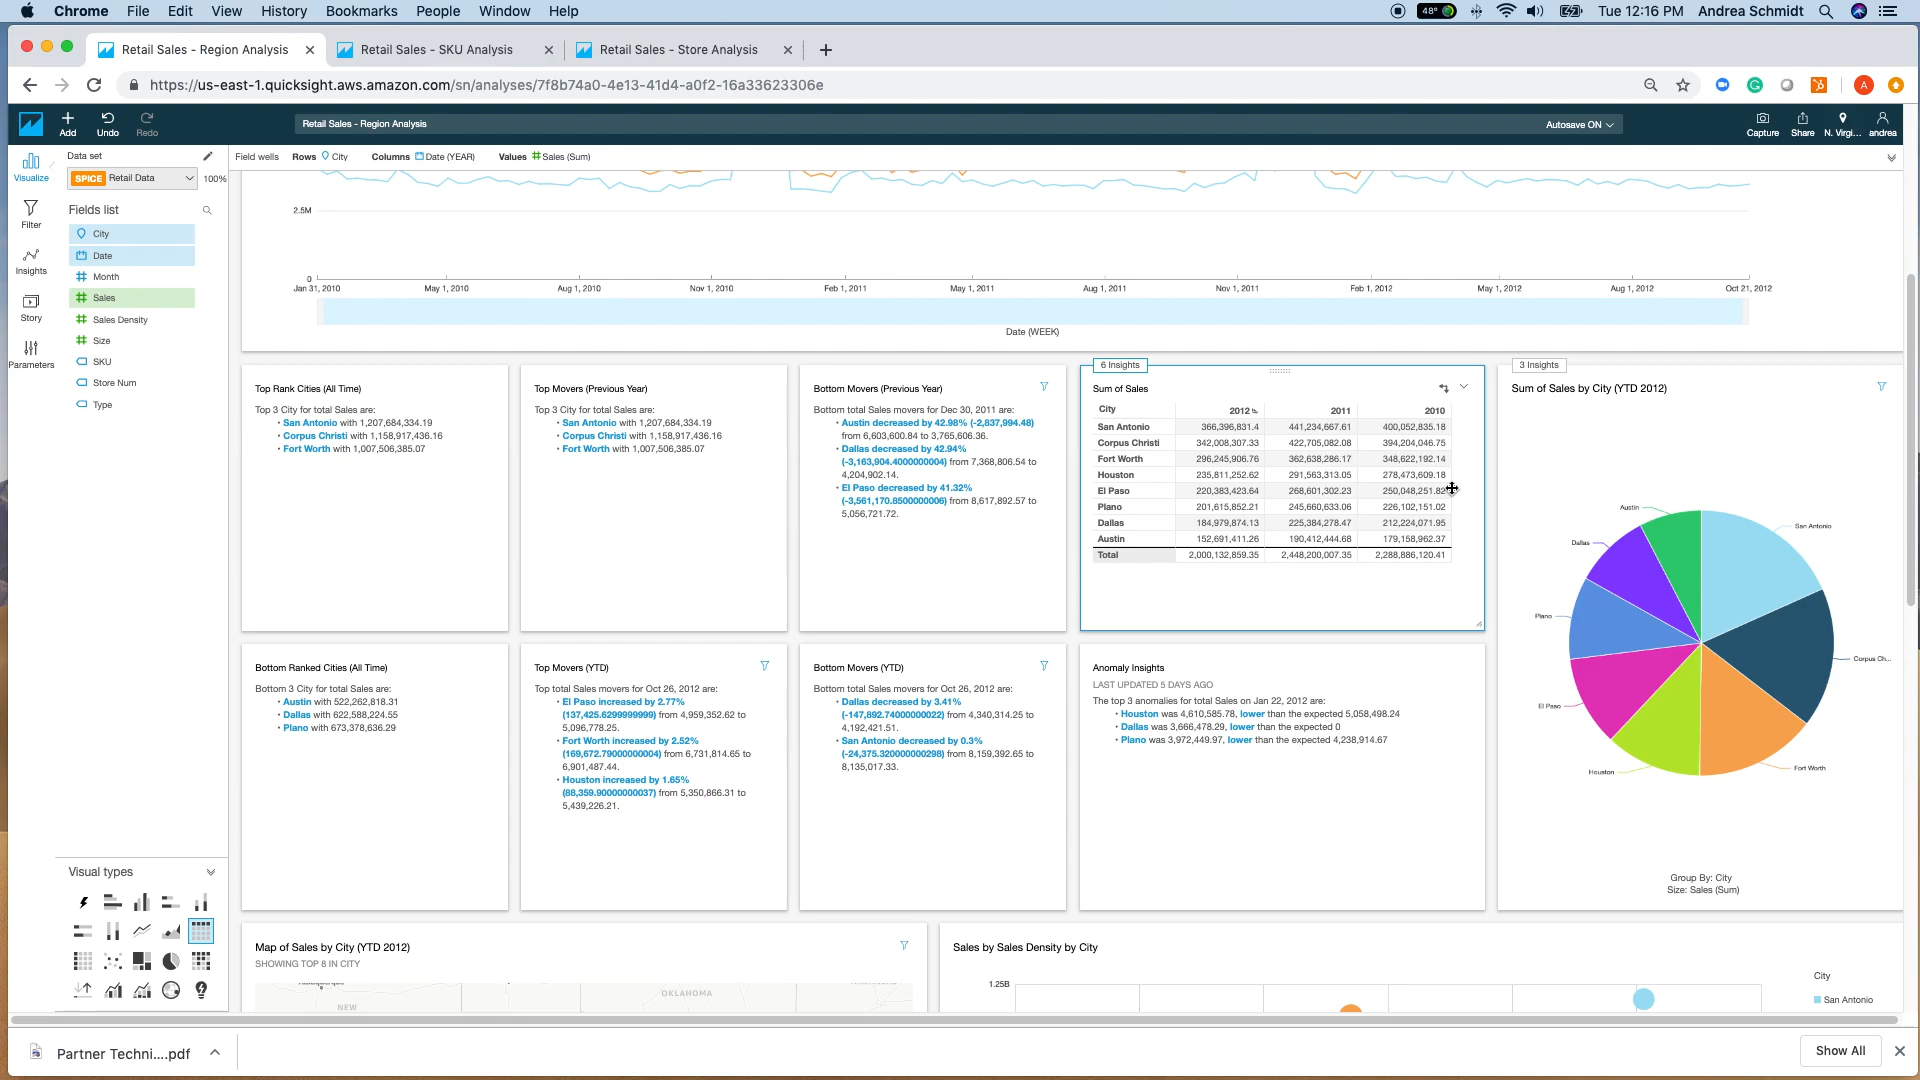 Chrome File Edit View History Bookmarks People Window Help
48° Tue 12:16 PM Andrea Schmidt
Retail Sales - Region Analysis
Retail Sales - SKU Analysis
Retail Sales - Store Analysis
https://us-east-1.quicksight.aws.amazon.com/sn/analyses/7f8b74a0-4e13-41d4-a0f2-16a33623306e
A
Add
Undo
Redo
Retail Sales - Region Analysis
Autosave ON
Capture
Share
N. Virgi...
andrea
Visualize
Filter
Insights
Story
Parameters
Data set
SPICE Retail Data
100%
Fields list
City
Date
Month
Sales
Sales Density
Size
SKU
Store Num
Type
Visual types
Field wells Rows City Columns Date (YEAR) Values Sales (Sum)
2.5M
0
Jan 31, 2010 May 1, 2010 Aug 1, 2010 Nov 1, 2010 Feb 1, 2011 May 1, 2011 Aug 1, 2011 Nov 1, 2011 Feb 1, 2012 May 1, 2012 Aug 1, 2012 Oct 21, 2012
Date (WEEK)
Top Rank Cities (All Time)
Top 3 City for total Sales are:
• San Antonio with 1,207,684,334.19
• Corpus Christi with 1,158,917,436.16
• Fort Worth with 1,007,506,385.07
Top Movers (Previous Year)
Top 3 City for total Sales are:
• San Antonio with 1,207,684,334.19
• Corpus Christi with 1,158,917,436.16
• Fort Worth with 1,007,506,385.07
Bottom Movers (Previous Year)
Bottom total Sales movers for Dec 30, 2011 are:
• Austin decreased by 42.98% (-2,837,994.48)
from 6,603,600.84 to 3,765,606.36.
• Dallas decreased by 42.94%
(-3,163,904.4000000004) from 7,368,806.54 to
4,204,902.14.
• El Paso decreased by 41.32%
(-3,561,170.8500000006) from 8,617,892.57 to
5,056,721.72.
6 Insights
Sum of Sales
City 2012 2011 2010
San Antonio 366,396,831.4 441,234,667.61 400,052,835.18
Corpus Christi 342,008,307.33 422,705,082.08 394,204,046.75
Fort Worth 296,245,906.76 362,638,286.17 348,622,192.14
Houston 235,811,252.62 291,563,313.05 278,473,609.18
El Paso 220,383,423.64 268,601,302.23 250,048,251.82
Plano 201,615,852.21 245,660,633.06 226,102,151.02
Dallas 184,979,874.13 225,384,278.47 212,224,071.95
Austin 152,691,411.26 190,412,444.68 179,158,962.37
Total 2,000,132,859.35 2,448,200,007.35 2,288,886,120.41
3 Insights
Sum of Sales by City (YTD 2012)
Austin
San Antonio
Dallas
Plano
Corpus Ch...
El Paso
Fort Worth
Houston
Group By: City
Size: Sales (Sum)
Bottom Ranked Cities (All Time)
Bottom 3 City for total Sales are:
• Austin with 522,262,818.31
• Dallas with 622,588,224.55
• Plano with 673,378,636.29
Top Movers (YTD)
Top total Sales movers for Oct 26, 2012 are:
• El Paso increased by 2.77%
(137,425.6299999999) from 4,959,352.62 to
5,096,778.25.
• Fort Worth increased by 2.52%
(169,672.79000000004) from 6,731,814.65 to
6,901,487.44.
• Houston increased by 1.65%
(88,359.90000000037) from 5,350,866.31 to
5,439,226.21.
Bottom Movers (YTD)
Bottom total Sales movers for Oct 26, 2012 are:
• Dallas decreased by 3.41%
(-147,892.74000000022) from 4,340,314.25 to
4,192,421.51.
• San Antonio decreased by 0.3%
(-24,375.320000000298) from 8,159,392.65 to
8,135,017.33.
Anomaly Insights
LAST UPDATED 5 DAYS AGO
The top 3 anomalies for total Sales on Jan 22, 2012 are:
• Houston was 4,610,585.78, lower than the expected 5,058,498.24
• Dallas was 3,666,478.29, lower than the expected 0
• Plano was 3,972,449.97, lower than the expected 4,238,914.67
Map of Sales by City (YTD 2012)
SHOWING TOP 8 IN CITY
OKLAHOMA
NEW
Sales by Sales Density by City
1.25B
City
San Antonio
Partner Techni....pdf
Show All